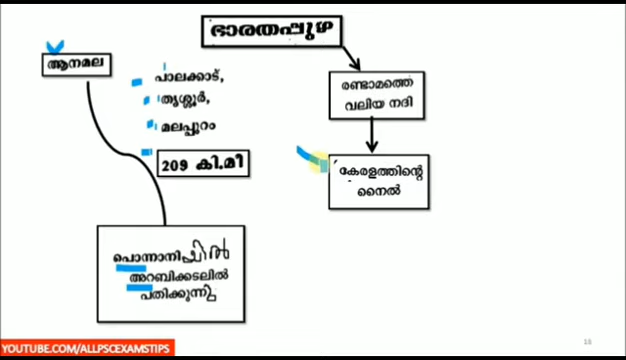 ഭാരതപ്പുഴ
ആനമല
പാലക്കാട്,
തൃശ്ശൂർ,
മലപ്പുറം
209 കി.മീ
രണ്ടാമത്തെ
വലിയ നദി
കേരളത്തിന്റെ
നൈൽ
പൊന്നാനിയിൽ
അറബിക്കടലിൽ
പതിക്കുന്നു
YOUTUBE.COM/ALLPSCEXAMSTIPS